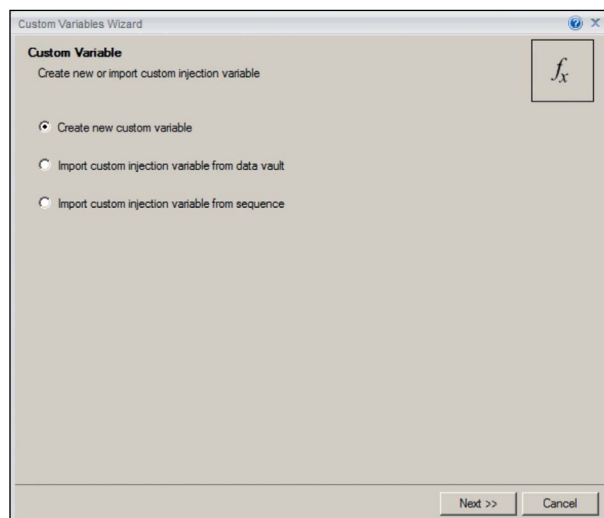 Custom Variables Wizard
Custom Variable
Create new or import custom injection variable
fx
Create new custom variable
Import custom injection variable from data vault
Import custom injection variable from sequence
Next >>
Cancel